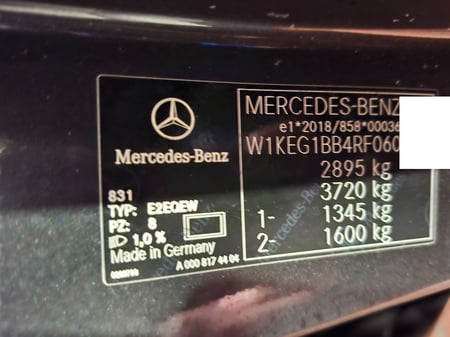 Mercedes-Benz
831
TYP: E2EQEW
PZ: 8
1,0 %
Made in Germany
A 000 817 44 04
MERCEDES-BENZ
e1*2018/858*00036
W1KEG1BB4RF060
2895 kg
3720 kg
1- 1345 kg
2- 1600 kg